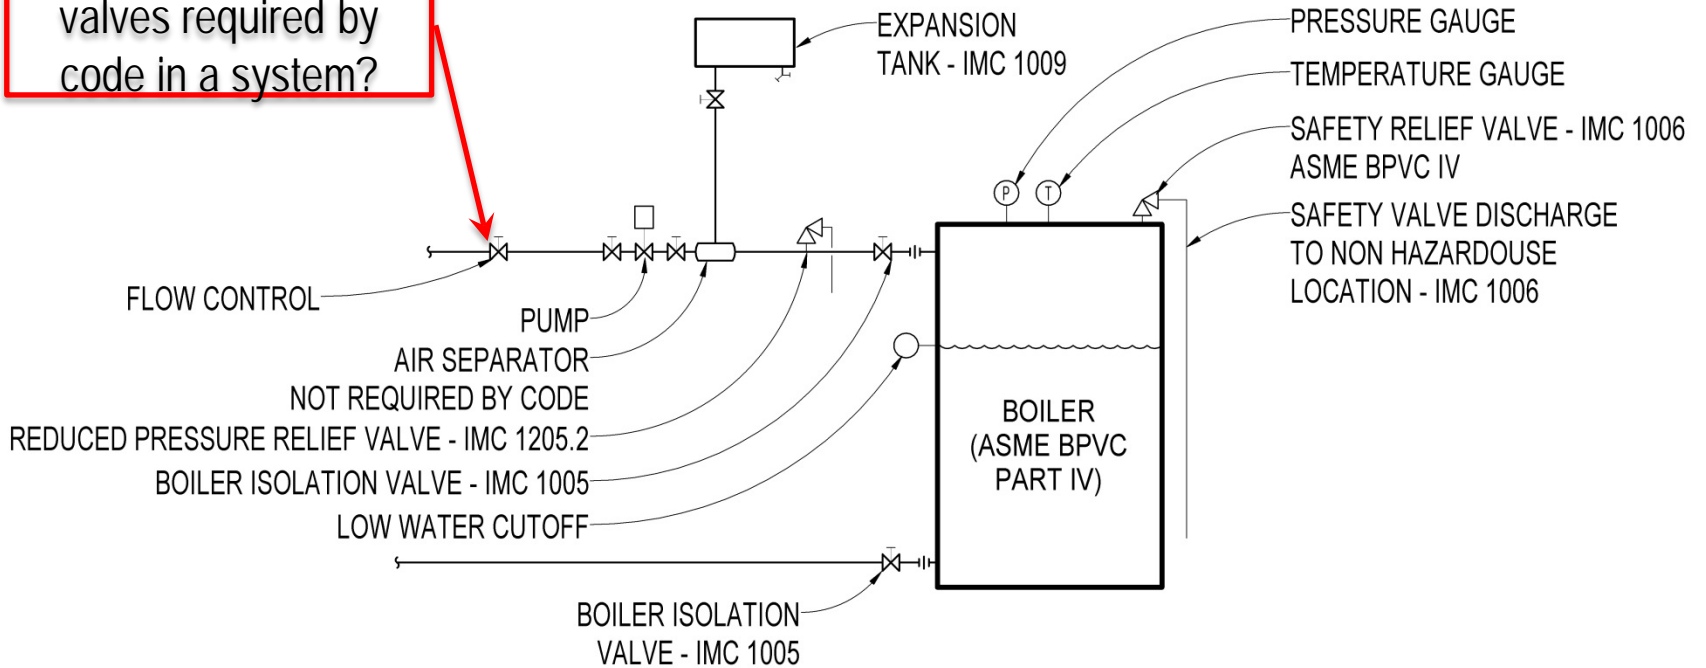 valves required by
code in a system?
EXPANSION
TANK - IMC 1009
PRESSURE GAUGE
TEMPERATURE GAUGE
SAFETY RELIEF VALVE - IMC 1006
ASME BPVC IV
SAFETY VALVE DISCHARGE
TO NON HAZARDOUSE
LOCATION - IMC 1006
P
T
FLOW CONTROL
PUMP
AIR SEPARATOR
NOT REQUIRED BY CODE
REDUCED PRESSURE RELIEF VALVE - IMC 1205.2
BOILER ISOLATION VALVE - IMC 1005
LOW WATER CUTOFF
BOILER
(ASME BPVC
PART IV)
BOILER ISOLATION
VALVE - IMC 1005